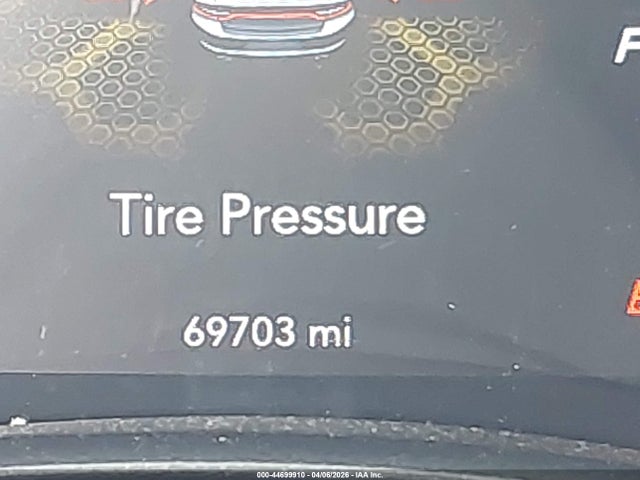 Tire Pressure
69703 mi
000-44699910 - 04/06/2026 - IAA Inc.